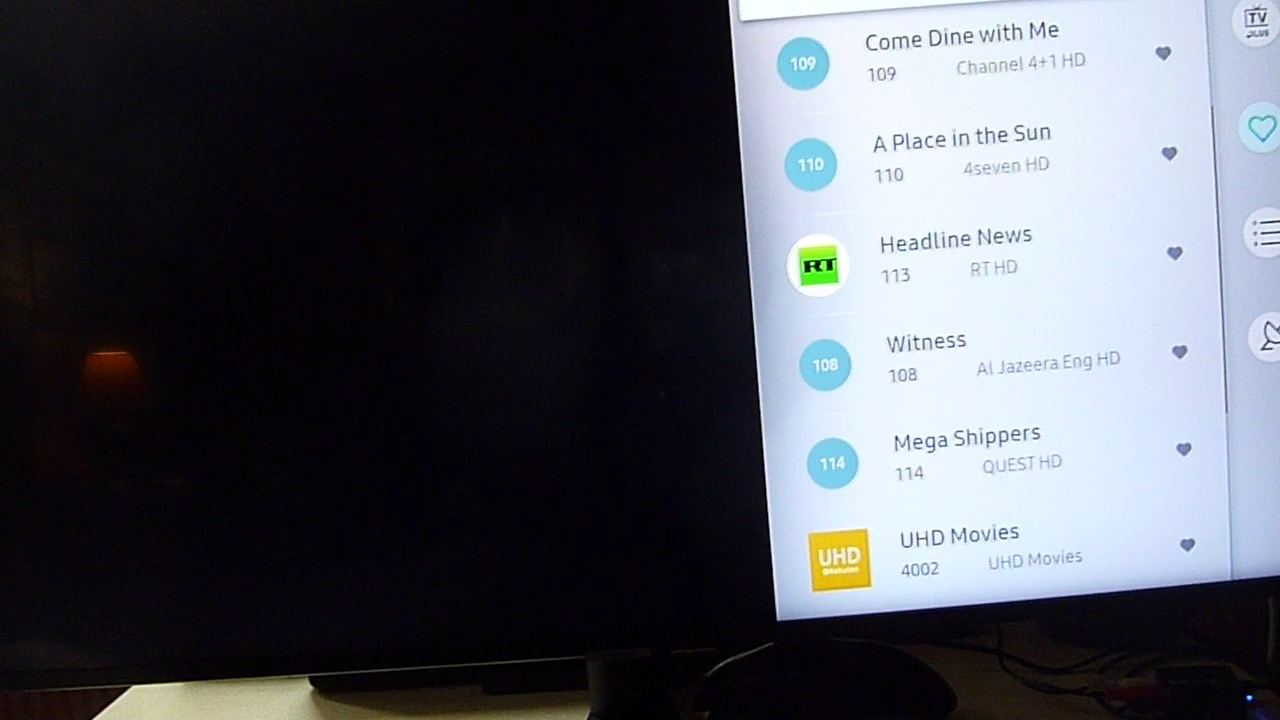 TV
PLUS
109
Come Dine with Me
109 Channel 4+1 HD
110
A Place in the Sun
110 4seven HD
RT
Headline News
113 RT HD
108
Witness
108 Al Jazeera Eng HD
114
Mega Shippers
114 QUEST HD
UHD
UHD Movies
4002 UHD Movies